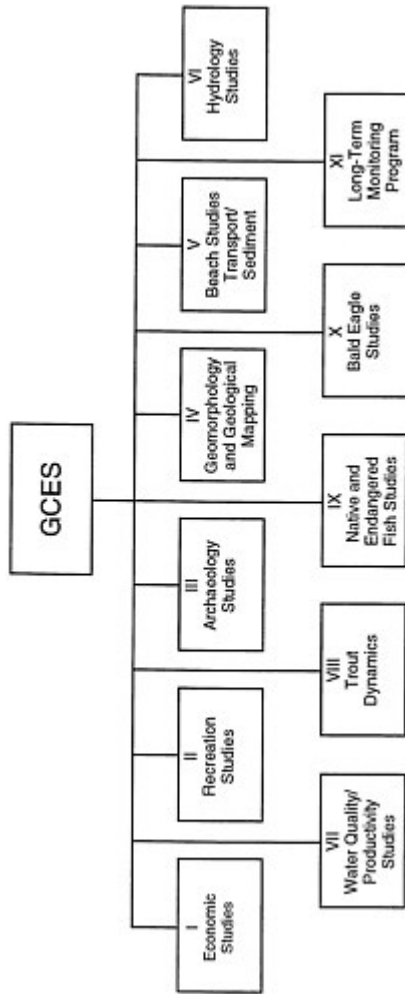 GCES
I
Economic
Studies
II
Recreation
Studies
III
Archaeology
Studies
IV
Geomorphology
and Geological
Mapping
V
Beach Studies
Transport/
Sediment
VI
Hydrology
Studies
VII
Water Quality/
Productivity
Studies
VIII
Trout
Dynamics
IX
Native and
Endangered
Fish Studies
X
Bald Eagle
Studies
XI
Long-Term
Monitoring
Program